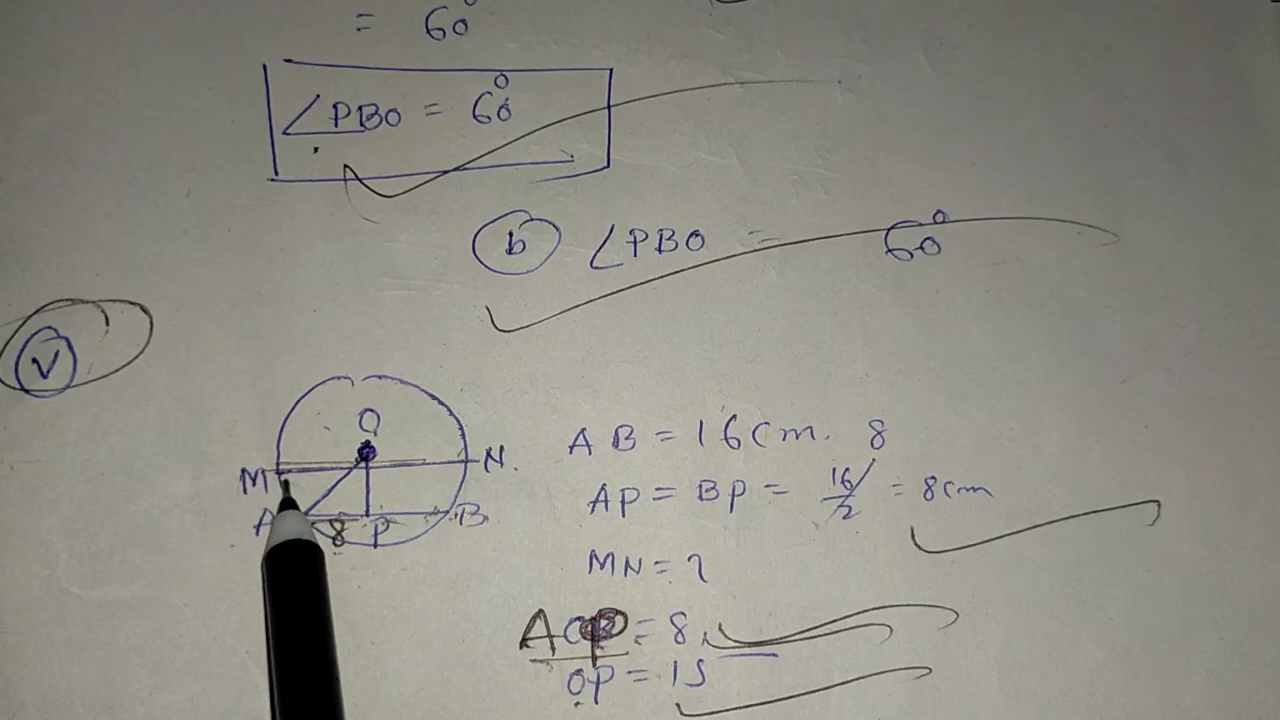 = 60°
∠PBO = 60°
b ∠PBO = 60°
V
O
M N.
A 8 P B
AB = 16cm. 8
AP = BP = 16/2 = 8cm
MN = ?
AP = 8
OP = 15